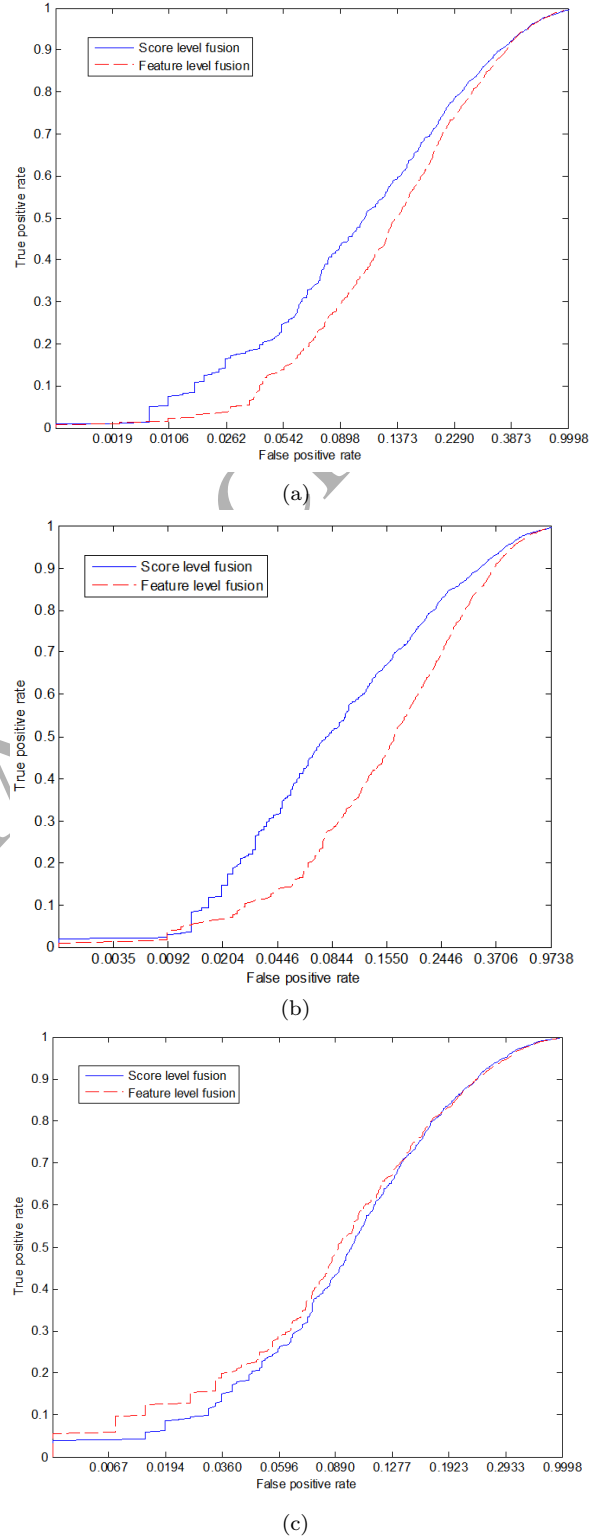 1
0.9
0.8
0.7
0.6
0.5
0.4
0.3
0.2
0.1
0
True positive rate
Score level fusion
Feature level fusion
0.0019 0.0106 0.0262 0.0542 0.0898 0.1373 0.2290 0.3873 0.9998
False positive rate
(a)
1
0.9
0.8
0.7
0.6
0.5
0.4
0.3
0.2
0.1
0
True positive rate
Score level fusion
Feature level fusion
0.0035 0.0092 0.0204 0.0446 0.0844 0.1550 0.2446 0.3706 0.9738
False positive rate
(b)
1
0.9
0.8
0.7
0.6
0.5
0.4
0.3
0.2
0.1
0
True positive rate
Score level fusion
Feature level fusion
0.0067 0.0194 0.0360 0.0596 0.0890 0.1277 0.1923 0.2933 0.9998
False positive rate
(c)